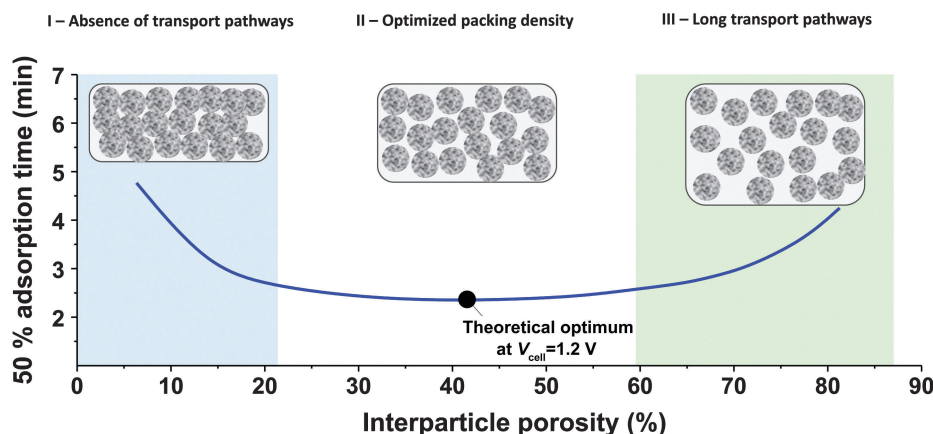 I – Absence of transport pathways
II – Optimized packing density
III – Long transport pathways
50 % adsorption time (min)
7
6
5
4
3
2
Theoretical optimum
at Vcell=1.2 V
0 10 20 30 40 50 60 70 80 90
Interparticle porosity (%)